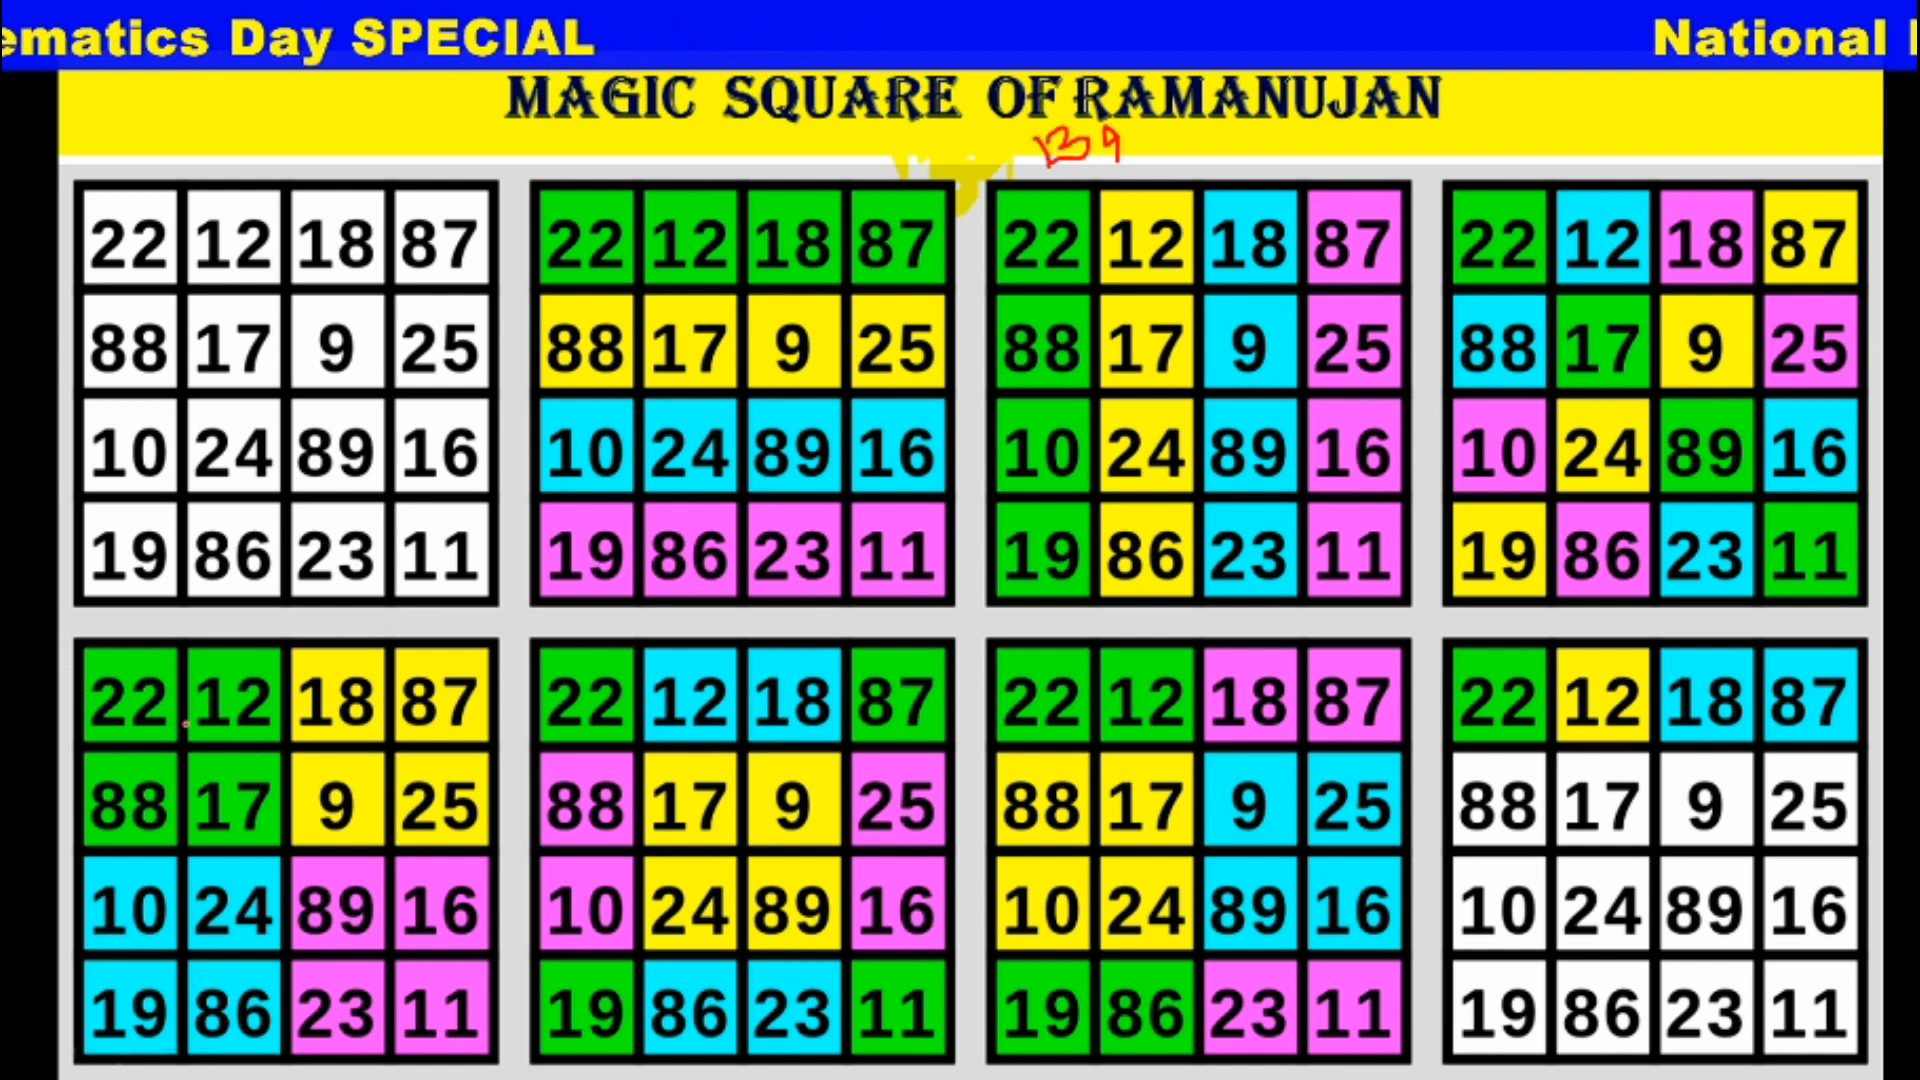 ematics Day SPECIAL National
MAGIC SQUARE OF RAMANUJAN
139
22 12 18 87 22 12 18 87 22 12 18 87 22 12 18 87
88 17 9 25 88 17 9 25 88 17 9 25 88 17 9 25
10 24 89 16 10 24 89 16 10 24 89 16 10 24 89 16
19 86 23 11 19 86 23 11 19 86 23 11 19 86 23 11
22 12 18 87 22 12 18 87 22 12 18 87 22 12 18 87
88 17 9 25 88 17 9 25 88 17 9 25 88 17 9 25
10 24 89 16 10 24 89 16 10 24 89 16 10 24 89 16
19 86 23 11 19 86 23 11 19 86 23 11 19 86 23 11